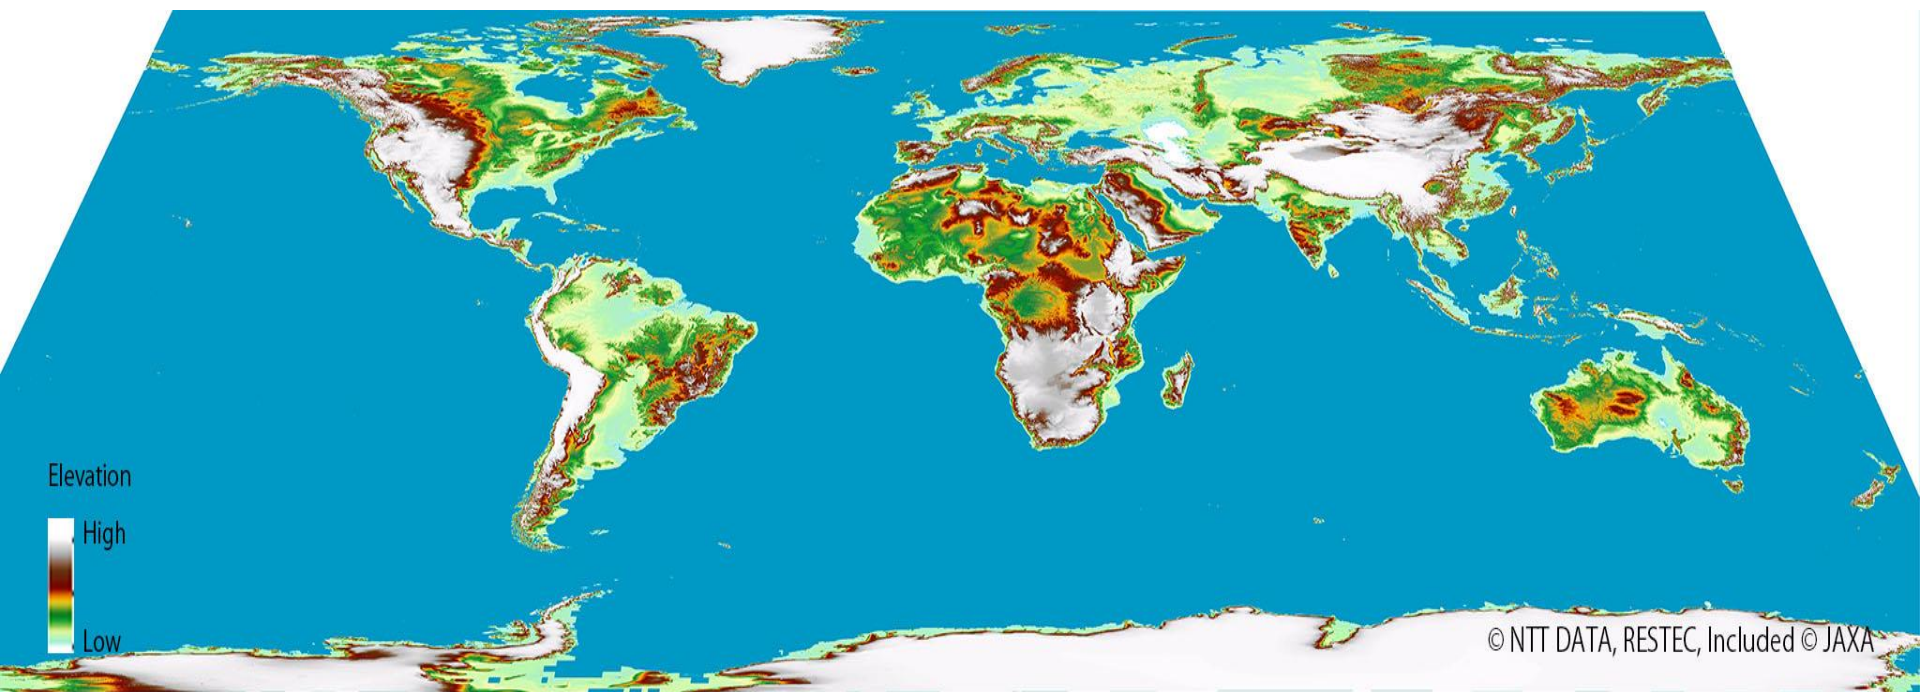 Elevation
High
Low
© NTT DATA, RESTEC, Included © JAXA